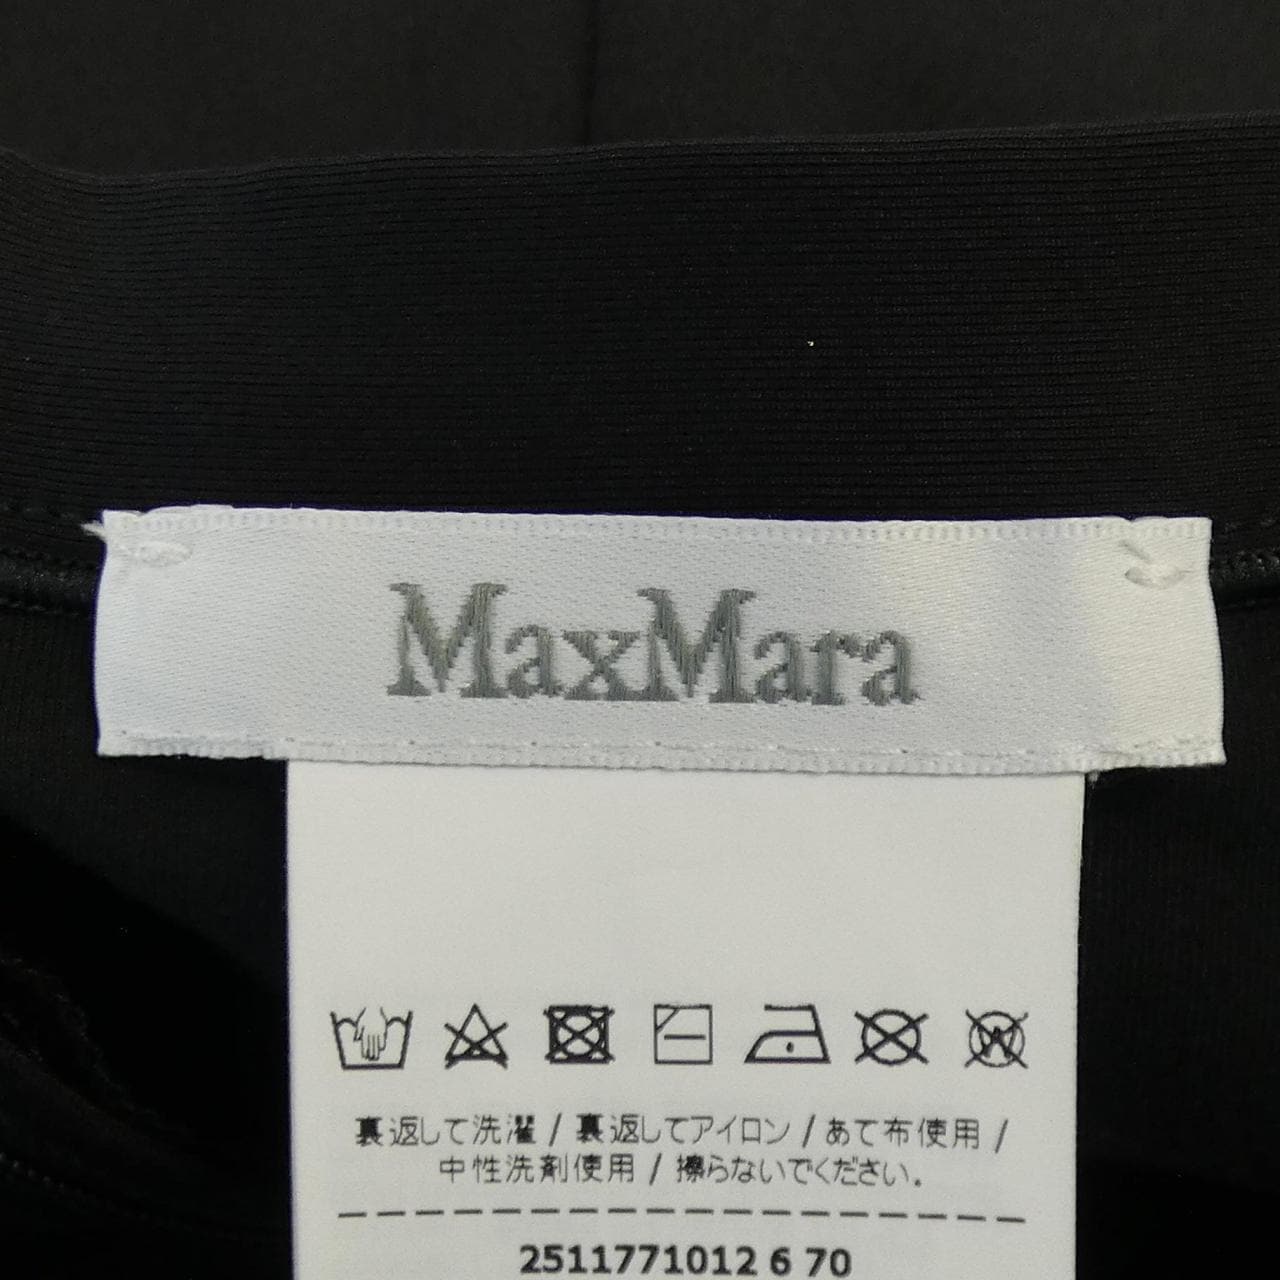 MaxMara
裏返して洗濯 / 裏返してアイロン / あて布使用 /
中性洗剤使用 / 擦らないでください。
2511771012 6 70